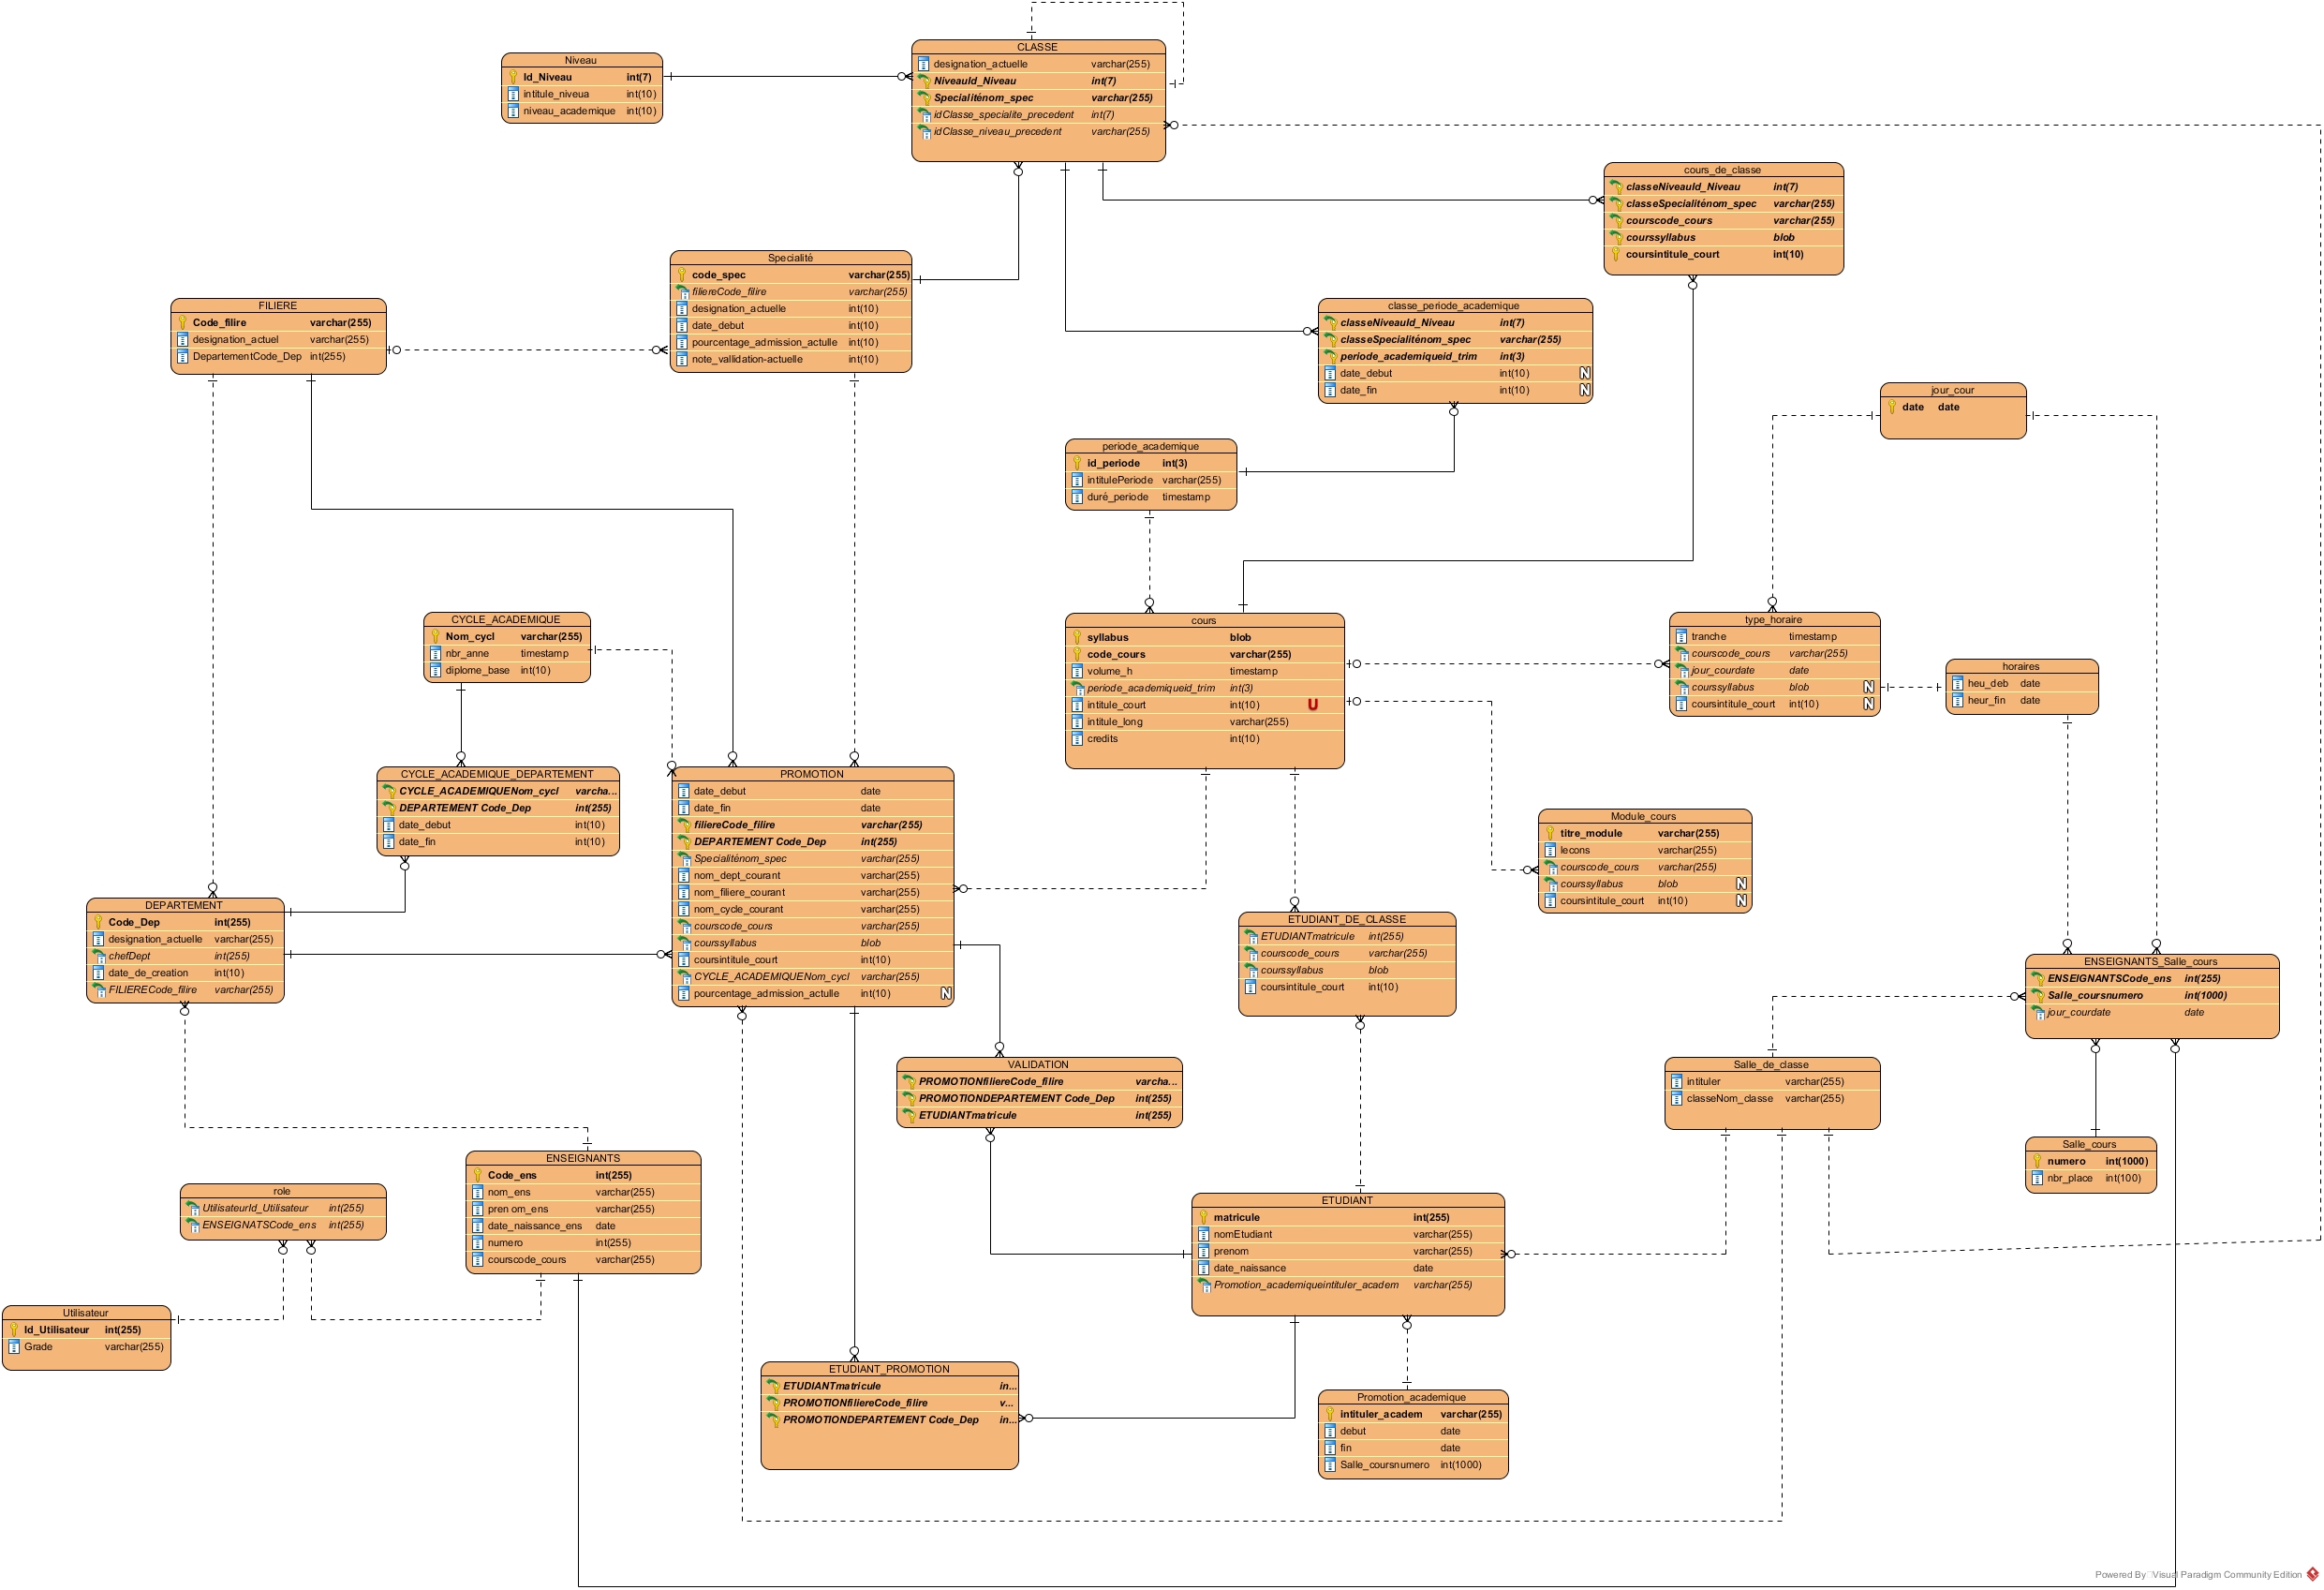 CLASSE
designation_actuelle varchar(255)
NiveauId_Niveau int(7)
Specialiténom_spec varchar(255)
idClasse_specialite_precedent int(7)
idClasse_niveau_precedent varchar(255)
Niveau
Id_Niveau int(7)
intitule_niveua int(10)
niveau_academique int(10)
cours_de_classe
classeNiveauId_Niveau int(7)
classeSpecialiténom_spec varchar(255)
courscode_cours varchar(255)
courssyllabus blob
coursintitule_court int(10)
Specialité
code_spec varchar(255)
filiereCode_filire varchar(255)
designation_actuelle int(10)
date_debut int(10)
pourcentage_admission_actulle int(10)
note_vallidation-actuelle int(10)
FILIERE
Code_filire varchar(255)
designation_actuel varchar(255)
DepartementCode_Dep int(255)
classe_periode_academique
classeNiveauId_Niveau int(7)
classeSpecialiténom_spec varchar(255)
periode_academiqueid_trim int(3)
date_debut int(10) N
date_fin int(10) N
jour_cour
date date
periode_academique
id_periode int(3)
intitulePeriode varchar(255)
duré_periode timestamp
CYCLE_ACADEMIQUE
Nom_cycl varchar(255)
nbr_anne timestamp
diplome_base int(10)
cours
syllabus blob
code_cours varchar(255)
volume_h timestamp
periode_academiqueid_trim int(3)
intitule_court int(10) U
intitule_long varchar(255)
credits int(10)
type_horaire
tranche timestamp
courscode_cours varchar(255)
jour_courdate date
courssyllabus blob N
coursintitule_court int(10) N
horaires
heu_deb date
heur_fin date
CYCLE_ACADEMIQUE_DEPARTEMENT
CYCLE_ACADEMIQUENom_cycl varcha...
DEPARTEMENT Code_Dep int(255)
date_debut int(10)
date_fin int(10)
PROMOTION
date_debut date
date_fin date
filiereCode_filire varchar(255)
DEPARTEMENT Code_Dep int(255)
Specialiténom_spec varchar(255)
nom_dept_courant varchar(255)
nom_filiere_courant varchar(255)
nom_cycle_courant varchar(255)
courscode_cours varchar(255)
courssyllabus blob
coursintitule_court int(10)
CYCLE_ACADEMIQUENom_cycl varchar(255)
pourcentage_admission_actulle int(10) N
Module_cours
titre_module varchar(255)
lecons varchar(255)
courscode_cours varchar(255)
courssyllabus blob N
coursintitule_court int(10) N
DEPARTEMENT
Code_Dep int(255)
designation_actuelle varchar(255)
chefDept int(255)
date_de_creation int(10)
FILIERECode_filire varchar(255)
ETUDIANT_DE_CLASSE
ETUDIANTmatricule int(255)
courscode_cours varchar(255)
courssyllabus blob
coursintitule_court int(10)
ENSEIGNANTS_Salle_cours
ENSEIGNANTSCode_ens int(255)
Salle_coursnumero int(1000)
jour_courdate date
VALIDATION
PROMOTIONfiliereCode_filire varcha...
PROMOTIONDEPARTEMENT Code_Dep int(255)
ETUDIANTmatricule int(255)
Salle_de_classe
intituler varchar(255)
classeNom_classe varchar(255)
Salle_cours
numero int(1000)
nbr_place int(100)
ENSEIGNANTS
Code_ens int(255)
nom_ens varchar(255)
prenom_ens varchar(255)
date_naissance_ens date
numero int(255)
courscode_cours varchar(255)
role
UtilisateurId_Utilisateur int(255)
ENSEIGNATSCode_ens int(255)
ETUDIANT
matricule int(255)
nomEtudiant varchar(255)
prenom varchar(255)
date_naissance date
Promotion_academiqueintituler_academ varchar(255)
Utilisateur
Id_Utilisateur int(255)
Grade varchar(255)
ETUDIANT_PROMOTION
ETUDIANTmatricule in...
PROMOTIONfiliereCode_filire v...
PROMOTIONDEPARTEMENT Code_Dep in...
Promotion_academique
intituler_academ varchar(255)
debut date
fin date
Salle_coursnumero int(1000)
Powered By Visual Paradigm Community Edition